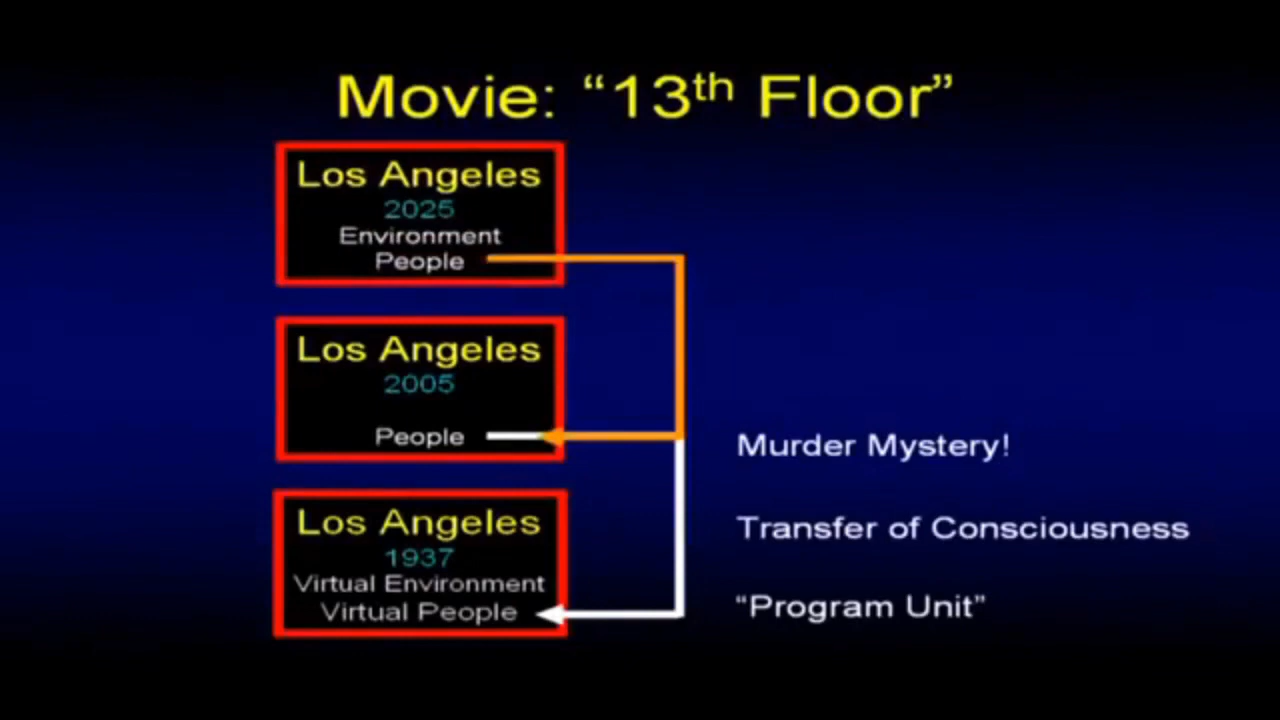 Movie: “13th Floor”
Los Angeles
2025
Environment
People
Los Angeles
2005
People
Los Angeles
1937
Virtual Environment
Virtual People
Murder Mystery!
Transfer of Consciousness
“Program Unit”